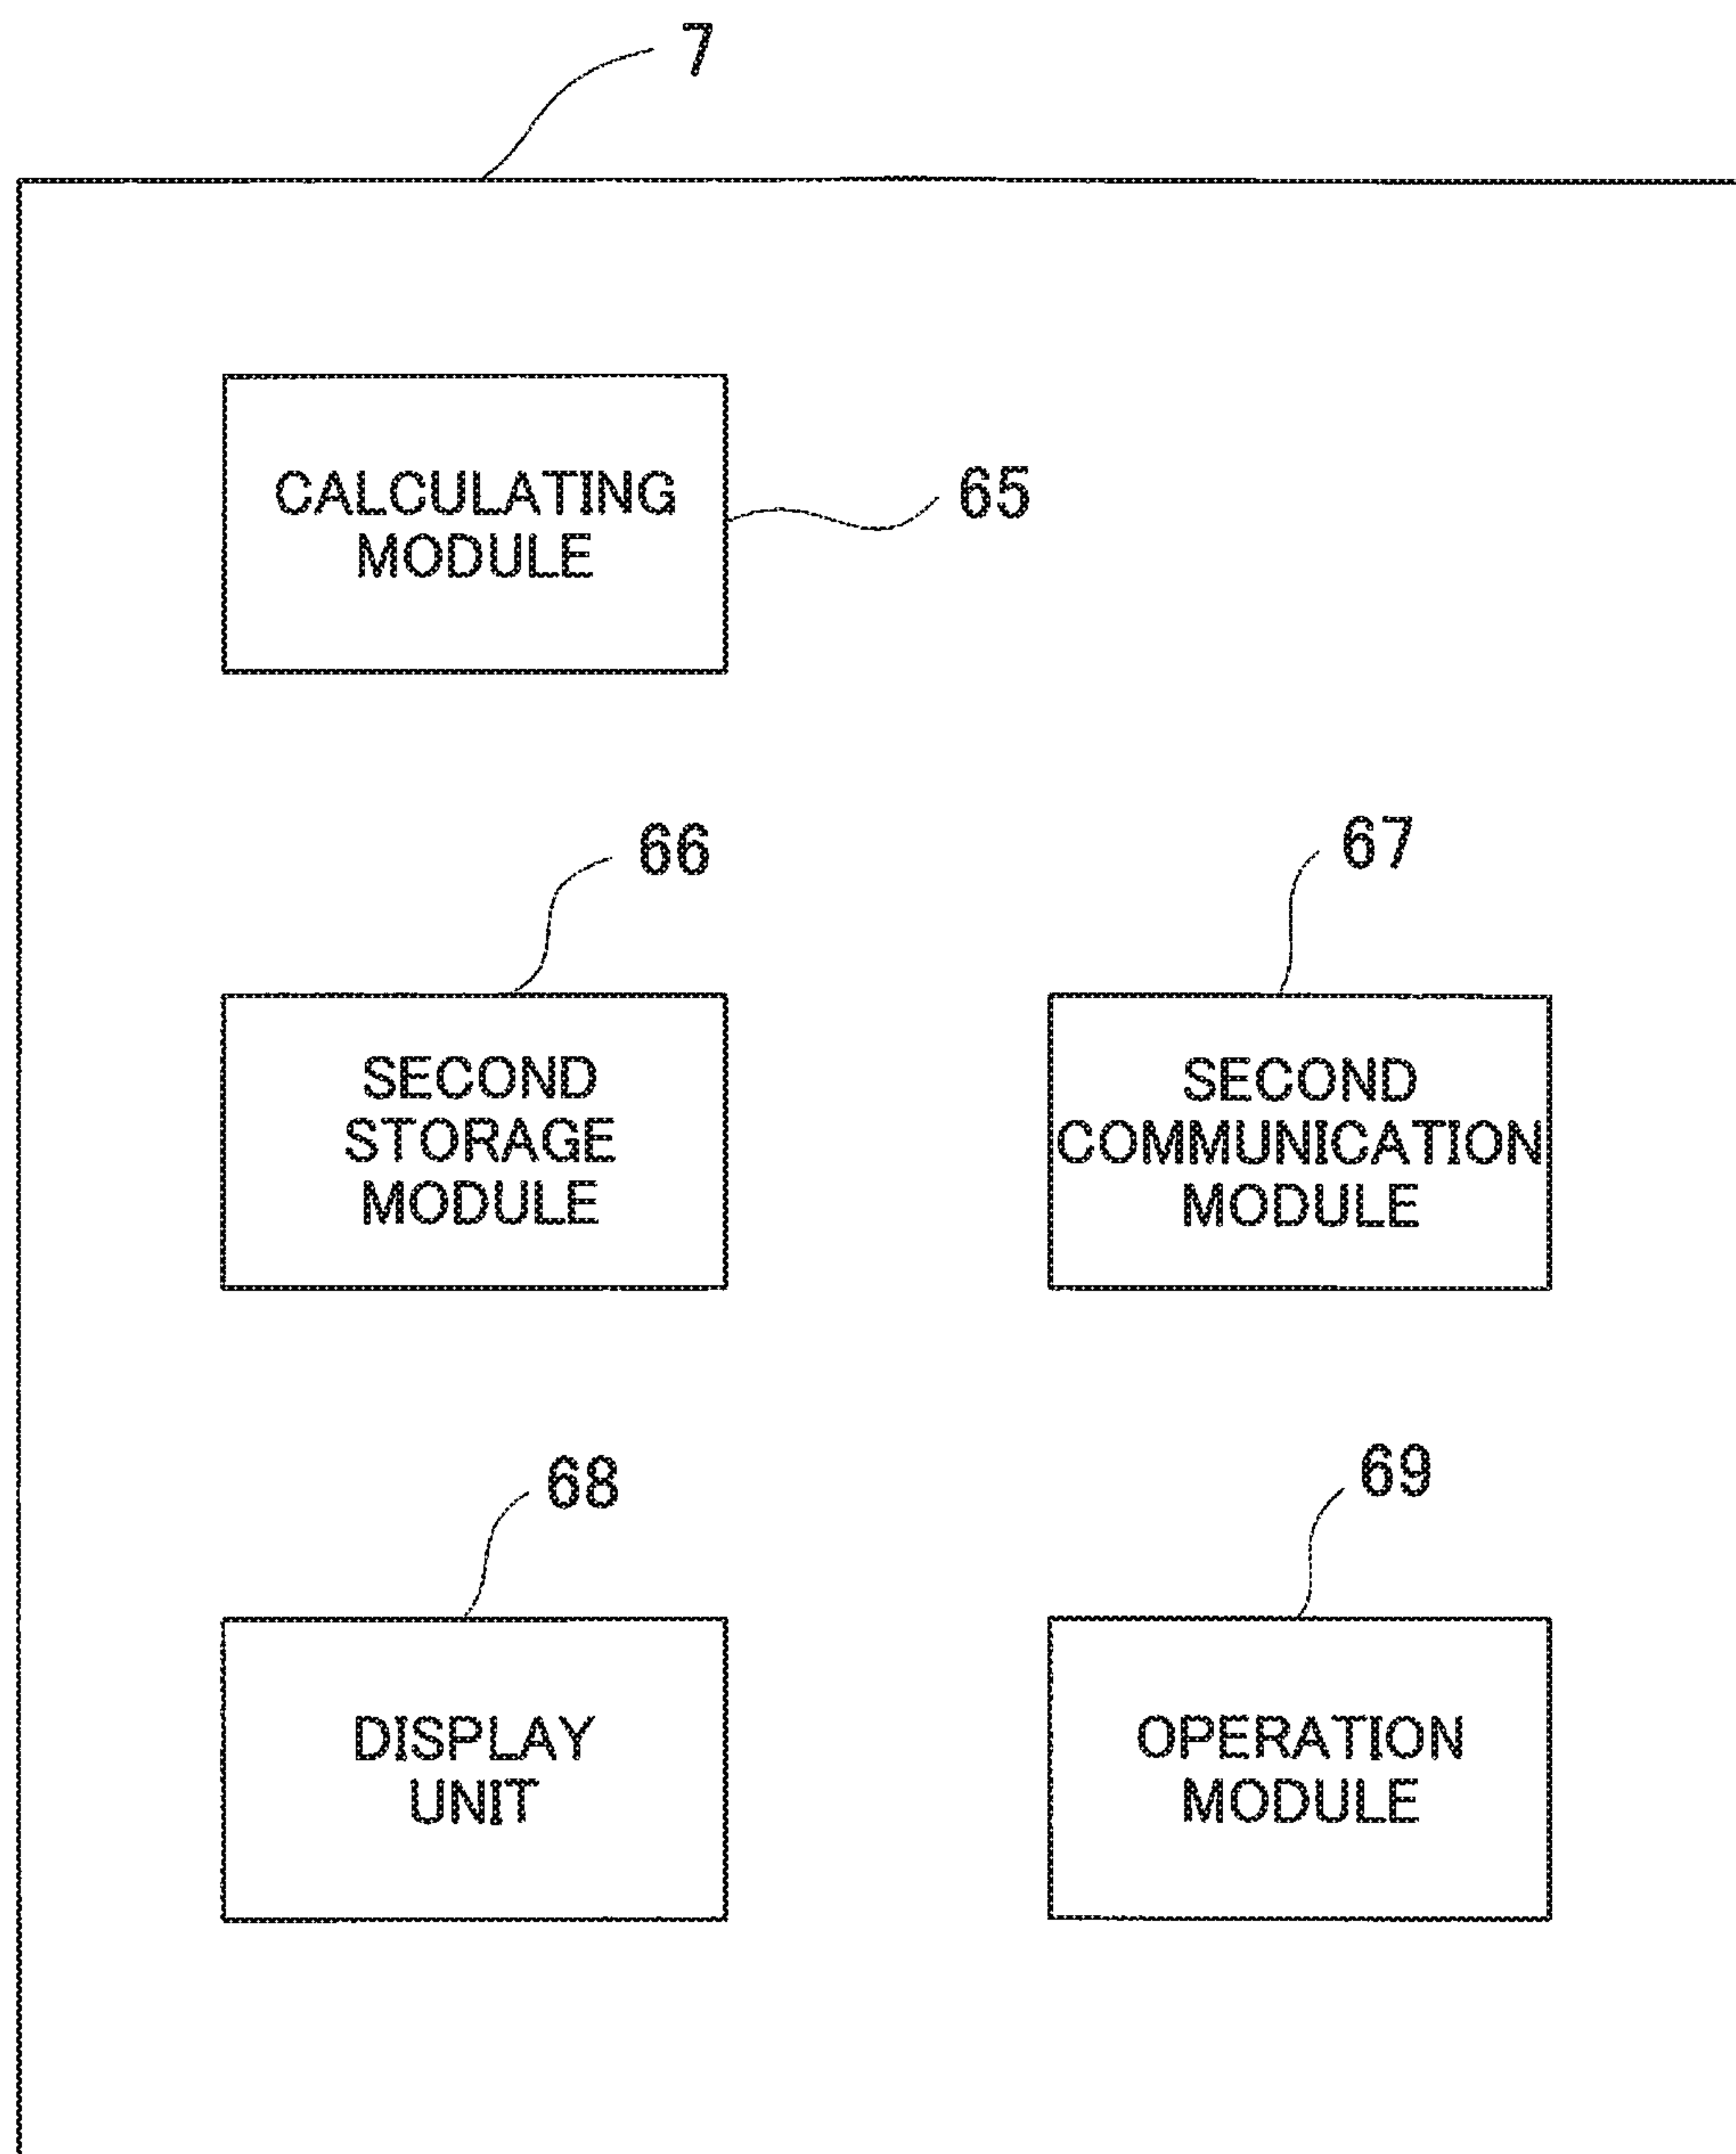 7
CALCULATING
MODULE
65
66
67
SECOND
STORAGE
MODULE
SECOND
COMMUNICATION
MODULE
68
69
DISPLAY
UNIT
OPERATION
MODULE